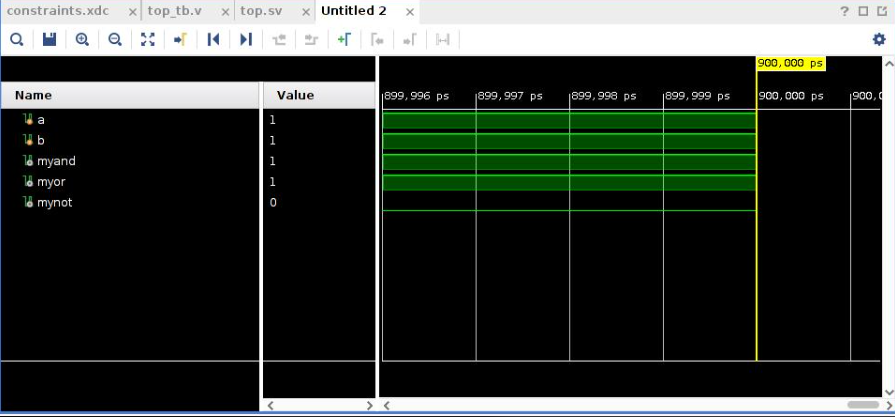 constraints.xdc × top_tb.v × top.sv × Untitled 2 × ?
900,000 ps
Name Value 899,996 ps 899,997 ps 899,998 ps 899,999 ps 900,000 ps 900,0
a 1
b 1
myand 1
myor 1
mynot 0